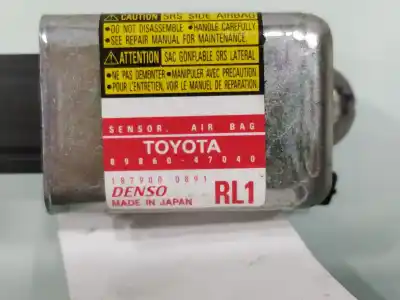 CAUTION SRS SIDE AIRBAG
•DO NOT DISASSEMBLE •HANDLE CAREFULLY.
•SEE REPAIR MANUAL FOR MAINTENANCE.
ATTENTION SAC GONFLABLE SRS LATERAL
•NE PAS DEMONTER •MANIPULER AVEC PRECAUTION
•POUR L'ENTRETIEN, VOIR LE MANUEL DE REPARATION
SENSOR, AIR BAG
TOYOTA
89860-47040
DENSO RL1
MADE IN JAPAN